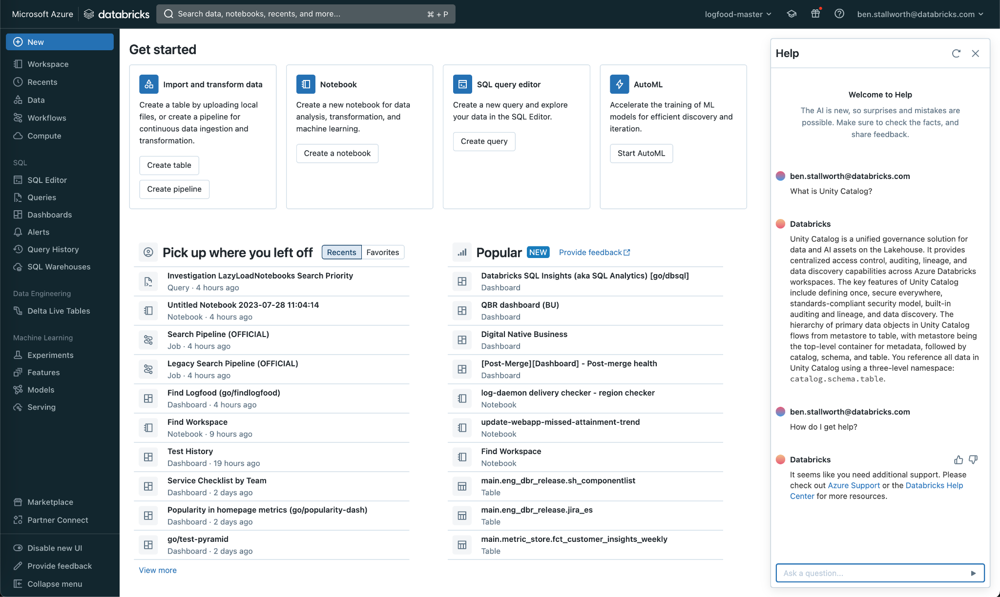 Microsoft Azure
databricks
Search data, notebooks, recents, and more...
⌘ + P
logfood-master
ben.stallworth@databricks.com
New
Workspace
Recents
Data
Workflows
Compute
SQL
SQL Editor
Queries
Dashboards
Alerts
Query History
SQL Warehouses
Data Engineering
Delta Live Tables
Machine Learning
Experiments
Features
Models
Serving
Marketplace
Partner Connect
Disable new UI
Provide feedback
Collapse menu
Get started
Import and transform data
Create a table by uploading local
files, or create a pipeline for
continuous data ingestion and
transformation.
Create table
Create pipeline
Notebook
Create a new notebook for data
analysis, transformation, and
machine learning.
Create a notebook
SQL query editor
Create a new query and explore
your data in the SQL Editor.
Create query
AutoML
Accelerate the training of ML
models for efficient discovery and
iteration.
Start AutoML
Pick up where you left off
Recents
Favorites
Investigation LazyLoadNotebooks Search Priority
Query · 4 hours ago
Untitled Notebook 2023-07-28 11:04:14
Notebook · 4 hours ago
Search Pipeline (OFFICIAL)
Job · 4 hours ago
Legacy Search Pipeline (OFFICIAL)
Job · 4 hours ago
Find Logfood (go/findlogfood)
Dashboard · 4 hours ago
Find Workspace
Notebook · 9 hours ago
Test History
Dashboard · 19 hours ago
Service Checklist by Team
Dashboard · 2 days ago
Popularity in homepage metrics (go/popularity-dash)
Dashboard · 2 days ago
go/test-pyramid
Dashboard · 2 days ago
View more
Popular
NEW
Provide feedback
Databricks SQL Insights (aka SQL Analytics) [go/dbsql]
Dashboard
QBR dashboard (BU)
Dashboard
Digital Native Business
Dashboard
[Post-Merge][Dashboard] - Post-merge health
Dashboard
log-daemon delivery checker - region checker
Notebook
update-webapp-missed-attainment-trend
Notebook
Find Workspace
Notebook
main.eng_dbr_release.sh_componentlist
Table
main.eng_dbr_release.jira_es
Table
main.metric_store.fct_customer_insights_weekly
Table
Help
Welcome to Help
The AI is new, so surprises and mistakes are
possible. Make sure to check the facts, and
share feedback.
ben.stallworth@databricks.com
What is Unity Catalog?
Databricks
Unity Catalog is a unified governance solution for
data and AI assets on the Lakehouse. It provides
centralized access control, auditing, lineage, and
data discovery capabilities across Azure Databricks
workspaces. The key features of Unity Catalog
include defining once, secure everywhere,
standards-compliant security model, built-in
auditing and lineage, and data discovery. The
hierarchy of primary data objects in Unity Catalog
flows from metastore to table, with metastore being
the top-level container for metadata, followed by
catalog, schema, and table. You reference all data in
Unity Catalog using a three-level namespace:
catalog.schema.table.
ben.stallworth@databricks.com
How do I get help?
Databricks
It seems like you need additional support. Please
check out Azure Support or the Databricks Help
Center for more resources.
Ask a question...